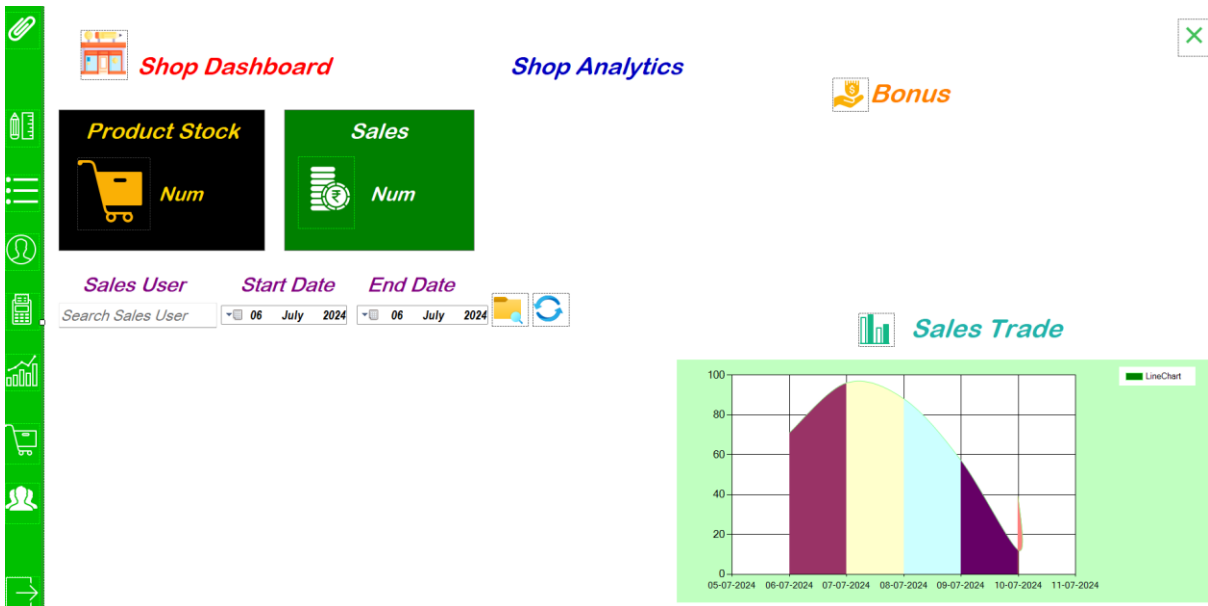 Shop Dashboard
Shop Analytics
Bonus
Product Stock
Num
Sales
Num
Sales User
Start Date
End Date
Search Sales User
06 July 2024
06 July 2024
Sales Trade
LineChart
100
80
60
40
20
0
05-07-2024 06-07-2024 07-07-2024 08-07-2024 09-07-2024 10-07-2024 11-07-2024